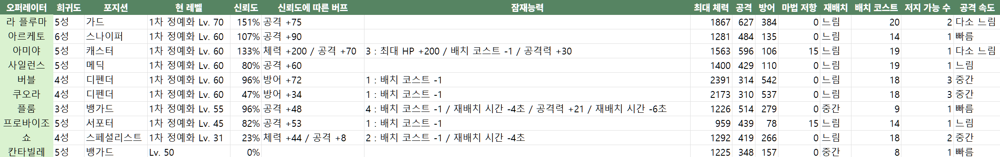 오퍼레이터 희귀도 포지션 현 레벨 신뢰도 신뢰도에 따른 버프 잠재능력 최대 체력 공격 방어 마법 저항 재배치 배치 코스트 저지 가능 수 공격 속도
라 플루마 5성 가드 1차 정예화 Lv. 70 151% 공격 +75 1867 627 384 0 느림 20 2 다소 느림
아르케토 6성 스나이퍼 1차 정예화 Lv. 60 107% 공격 +90 1281 484 135 0 느림 14 1 빠름
아미야 5성 캐스터 1차 정예화 Lv. 60 133% 체력 +200 / 공격 +70 3 : 최대 HP +200 / 배치 코스트 -1 / 공격력 +30 1563 596 106 15 느림 19 1 다소 느림
사일런스 5성 메딕 1차 정예화 Lv. 60 80% 공격 +60 1400 429 110 0 느림 19 1 느림
버블 4성 디펜더 1차 정예화 Lv. 60 96% 방어 +72 1 : 배치 코스트 -1 2391 314 542 0 느림 18 3 중간
쿠오라 4성 디펜더 1차 정예화 Lv. 60 47% 방어 +34 1 : 배치 코스트 -1 2173 310 537 0 느림 18 3 중간
플룸 3성 뱅가드 1차 정예화 Lv. 55 96% 공격 +48 4 : 배치 코스트 -1 / 재배치 시간 -4초 / 공격력 +21 / 재배치 시간 -6초 1226 514 279 0 중간 9 1 빠름
프로바이조 5성 서포터 1차 정예화 Lv. 45 82% 공격 +53 1 : 배치 코스트 -1 959 439 78 15 느림 14 1 느림
쇼 4성 스페셜리스트 1차 정예화 Lv. 31 23% 체력 +44 / 공격 +8 2 : 배치 코스트 -1 / 재배치 시간 -4초 1292 419 266 0 느림 18 2 중간
칸타빌레 5성 뱅가드 Lv. 50 0% 1225 348 157 0 중간 8 1 빠름